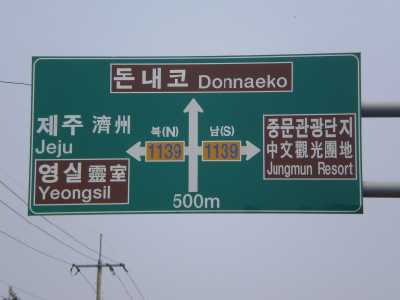 돈내코 Donnaeko
제주 濟州
Jeju
영실 靈室
Yeongsil
북(N)
1139
남(S)
1139
중문관광단지
中文觀光團地
Jungmun Resort
500m